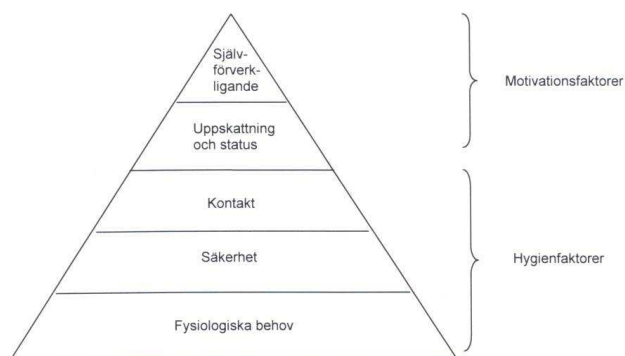 Själv-
förverk-
ligande
Motivationsfaktorer
Uppskattning
och status
Kontakt
Säkerhet
Hygienfaktorer
Fysiologiska behov